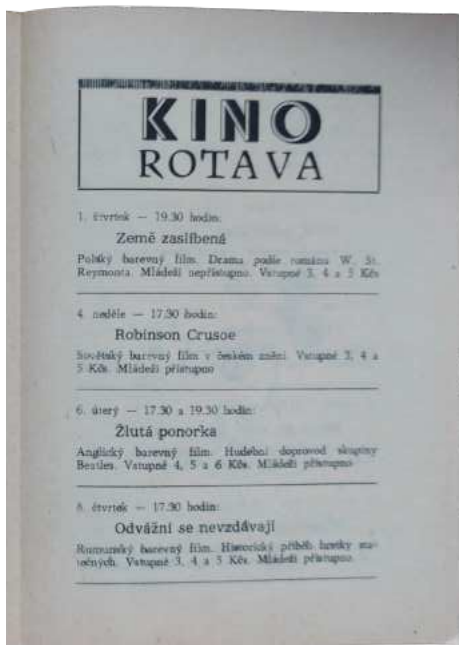 KINO
ROTAVA
1. čtvrtek — 19.30 hodin:
Země zaslíbená
Polský barevný film. Drama podle románu W. St.
Reymonta. Mládeži nepřístupno. Vstupné 3, 4 a 5 Kčs
4. neděle — 17.30 hodin:
Robinson Crusoe
Sovětský barevný film v českém znění. Vstupné 3, 4 a
5 Kčs. Mládeži přístupno
6. úterý — 17.30 a 19.30 hodin:
Žlutá ponorka
Anglický barevný film. Hudební doprovod skupiny
Beatles. Vstupné 4, 5 a 6 Kčs. Mládeži přístupno
8. čtvrtek — 17.30 hodin:
Odvážní se nevzdávají
Rumunský barevný film. Historický příběh hrstky sta-
tečných. Vstupné 3, 4 a 5 Kčs. Mládeži přístupno.